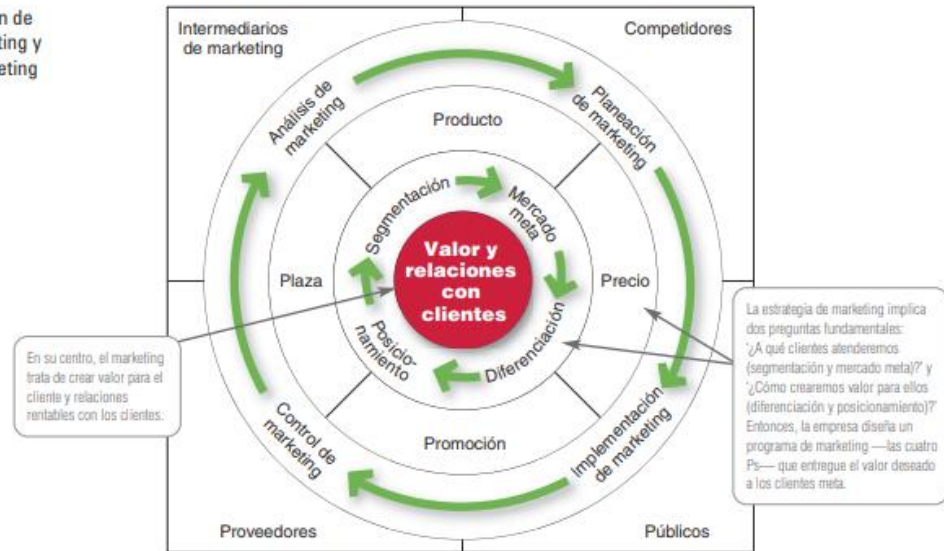 n de
ting y
eting
Intermediarios
de marketing
Competidores
Análisis de
marketing
Planeación
de marketing
Producto
Segmentación
Mercado
meta
Valor y
relaciones
con
clientes
Plaza
Precio
Posicio-
namiento
Diferenciación
Control de
marketing
Promoción
Implementación
de marketing
Proveedores
Públicos
En su centro, el marketing
trata de crear valor para el
cliente y relaciones
rentables con los clientes.
La estrategia de marketing implica
dos preguntas fundamentales:
‘¿A qué clientes atenderemos
(segmentación y mercado meta)?’ y
‘¿Cómo crearemos valor para ellos
(diferenciación y posicionamiento)?’
Entonces, la empresa diseña un
programa de marketing —las cuatro
Ps— que entregue el valor deseado
a los clientes meta.